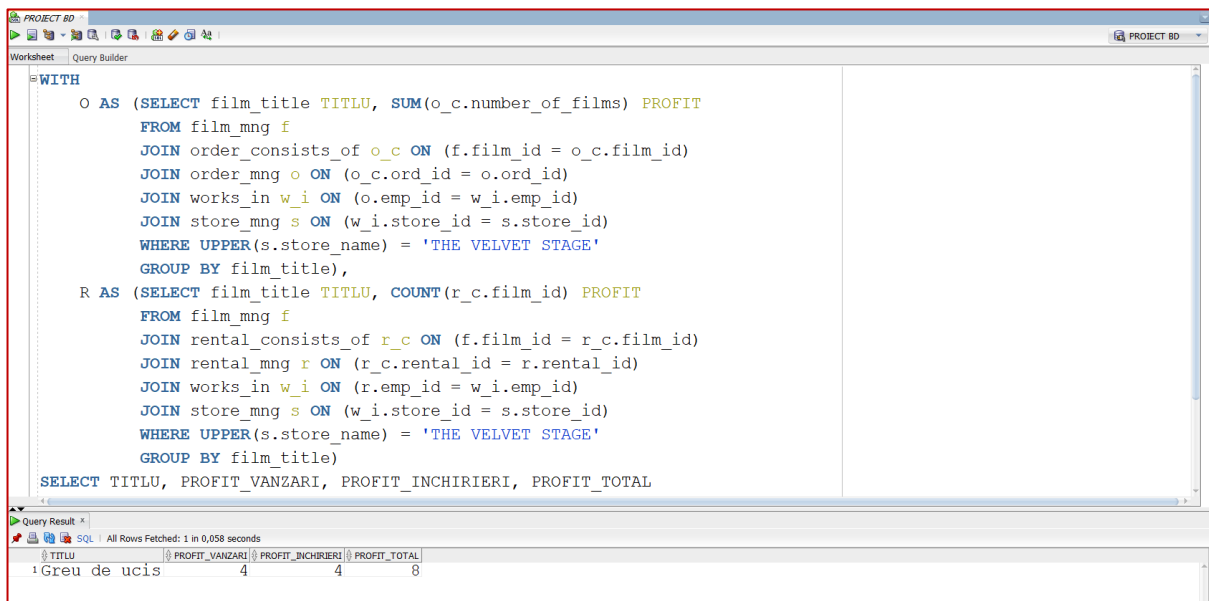 PROIECT BD
PROIECT BD
Worksheet Query Builder
WITH
O AS (SELECT film_title TITLU, SUM(o_c.number_of_films) PROFIT
FROM film_mng f
JOIN order_consists_of o_c ON (f.film_id = o_c.film_id)
JOIN order_mng o ON (o_c.ord_id = o.ord_id)
JOIN works_in w_i ON (o.emp_id = w_i.emp_id)
JOIN store_mng s ON (w_i.store_id = s.store_id)
WHERE UPPER(s.store_name) = 'THE VELVET STAGE'
GROUP BY film_title),
R AS (SELECT film_title TITLU, COUNT(r_c.film_id) PROFIT
FROM film_mng f
JOIN rental_consists_of r_c ON (f.film_id = r_c.film_id)
JOIN rental_mng r ON (r_c.rental_id = r.rental_id)
JOIN works_in w_i ON (r.emp_id = w_i.emp_id)
JOIN store_mng s ON (w_i.store_id = s.store_id)
WHERE UPPER(s.store_name) = 'THE VELVET STAGE'
GROUP BY film_title)
SELECT TITLU, PROFIT_VANZARI, PROFIT_INCHIRIERI, PROFIT_TOTAL
Query Result x
SQL | All Rows Fetched: 1 in 0,058 seconds
TITLU PROFIT_VANZARI PROFIT_INCHIRIERI PROFIT_TOTAL
1 Greu de ucis 4 4 8